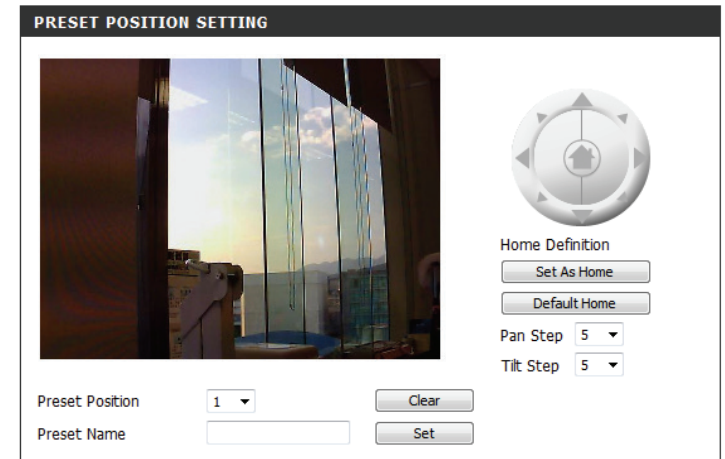 PRESET POSITION SETTING
Home Definition
Set As Home
Default Home
Pan Step 5
Tilt Step 5
Preset Position 1 Clear
Preset Name Set